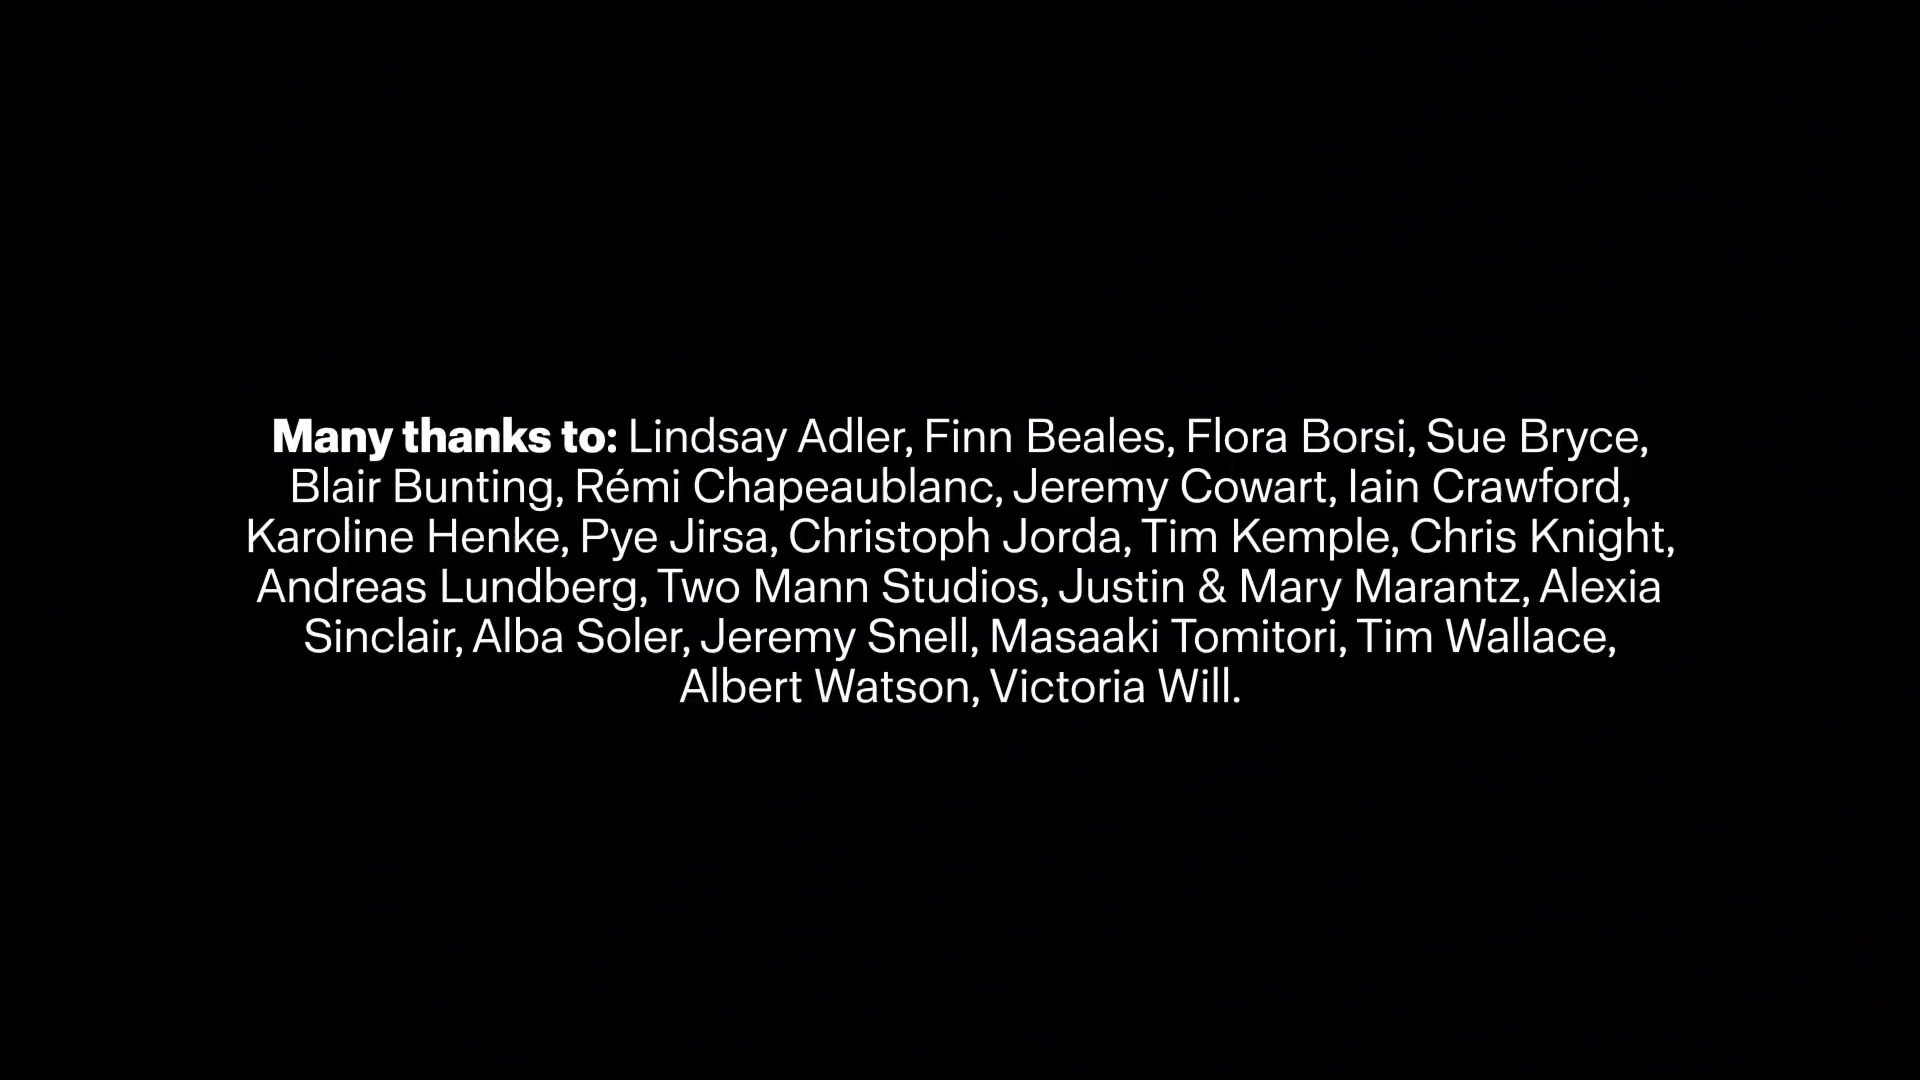 Many thanks to: Lindsay Adler, Finn Beales, Flora Borsi, Sue Bryce,
Blair Bunting, Rémi Chapeaublanc, Jeremy Cowart, Iain Crawford,
Karoline Henke, Pye Jirsa, Christoph Jorda, Tim Kemple, Chris Knight,
Andreas Lundberg, Two Mann Studios, Justin & Mary Marantz, Alexia
Sinclair, Alba Soler, Jeremy Snell, Masaaki Tomitori, Tim Wallace,
Albert Watson, Victoria Will.